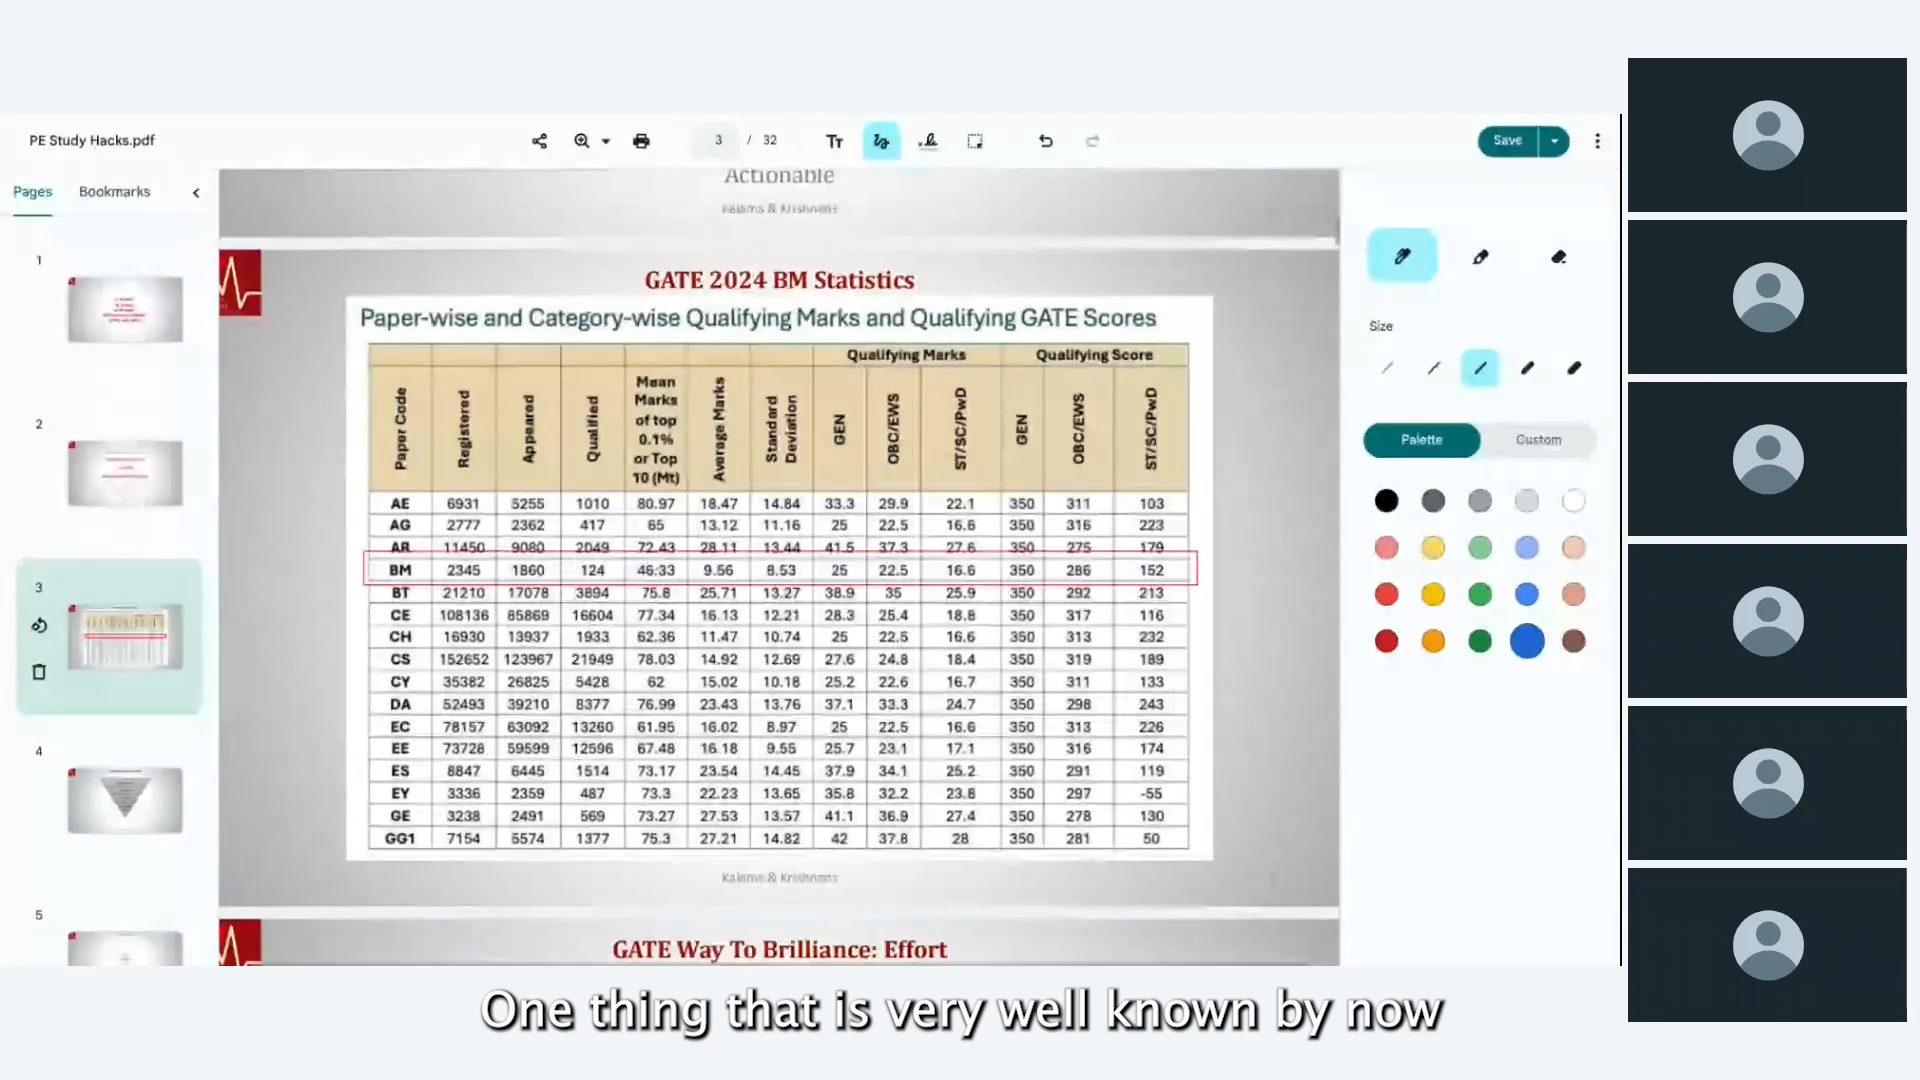 PE Study Hacks.pdf
3 / 32
Tr
Save
Pages Bookmarks
1
2
3
4
5
Actionable
Kalams & Krishnans
GATE 2024 BM Statistics
Paper-wise and Category-wise Qualifying Marks and Qualifying GATE Scores
Qualifying Marks Qualifying Score
Paper Code Registered Appeared Qualified Mean Marks of top 0.1% or Top 10 (Mt) Average Marks Standard Deviation GEN OBC/EWS ST/SC/PwD GEN OBC/EWS ST/SC/PwD
AE 6931 5255 1010 80.97 18.47 14.84 33.3 29.9 22.1 350 311 103
AG 2777 2362 417 65 13.12 11.16 25 22.5 16.6 350 316 223
AR 11450 9080 2049 72.43 28.11 13.44 41.5 37.3 27.6 350 275 179
BM 2345 1860 124 46.33 9.56 8.53 25 22.5 16.6 350 286 152
BT 21210 17078 3894 75.8 25.71 13.27 38.9 35 25.9 350 292 213
CE 108136 85869 16604 77.34 16.13 12.21 28.3 25.4 18.8 350 317 116
CH 16930 13937 1933 62.36 11.47 10.74 25 22.5 16.6 350 313 232
CS 152652 123967 21949 78.03 14.92 12.69 27.6 24.8 18.4 350 319 189
CY 35382 26825 5428 62 15.02 10.18 25.2 22.6 16.7 350 311 133
DA 52493 39210 8377 76.99 23.43 13.76 37.1 33.3 24.7 350 298 243
EC 78157 63092 13260 61.95 16.02 8.97 25 22.5 16.6 350 313 226
EE 73728 59599 12596 67.48 16.18 9.55 25.7 23.1 17.1 350 316 174
ES 8847 6445 1514 73.17 23.54 14.45 37.9 34.1 25.2 350 291 119
EY 3336 2359 487 73.3 22.23 13.65 35.8 32.2 23.8 350 297 -55
GE 3238 2491 569 73.27 27.53 13.57 41.1 36.9 27.4 350 278 130
GG1 7154 5574 1377 75.3 27.21 14.82 42 37.8 28 350 281 50
Kalams & Krishnans
GATE Way To Brilliance: Effort
Size
Palette Custom
One thing that is very well known by now